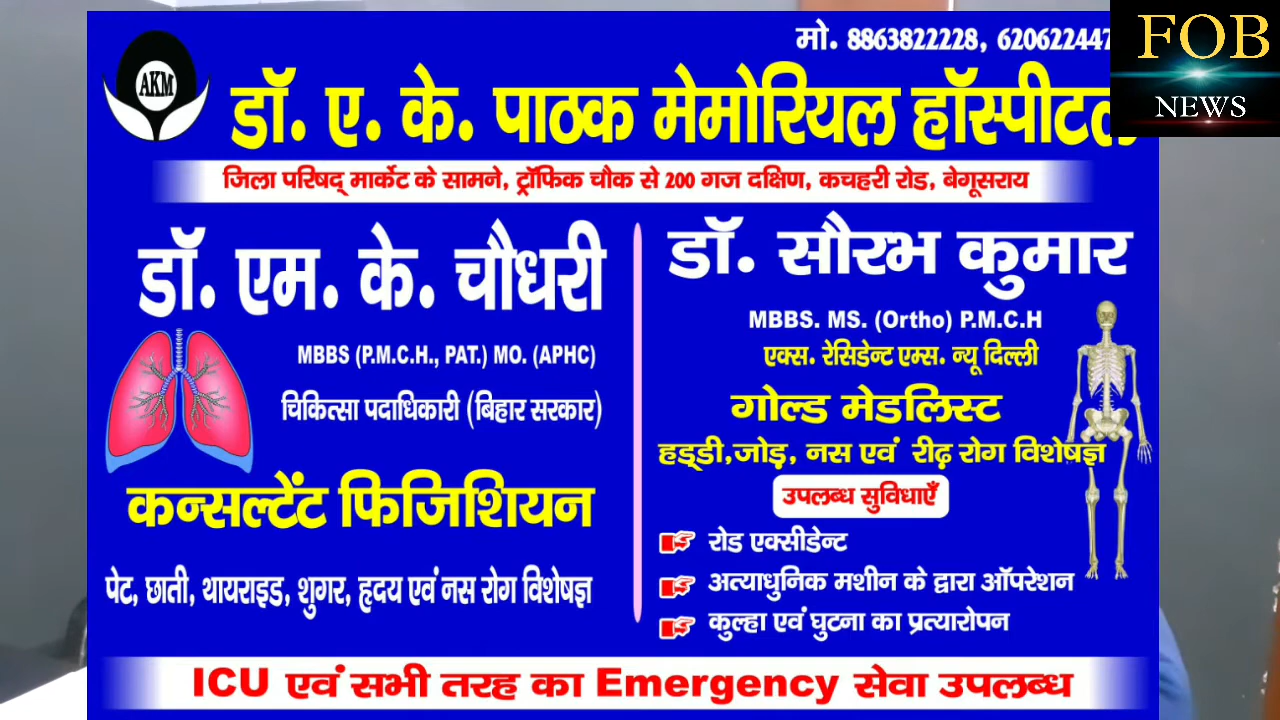 मो. 8863822228, 620622447
FOB
NEWS
AKM
डॉ. ए. के. पाठक मेमोरियल हॉस्पीटल
जिला परिषद् मार्केट के सामने, ट्रॉफिक चौक से 200 गज दक्षिण, कचहरी रोड, बेगूसराय
डॉ. एम. के. चौधरी
MBBS (P.M.C.H., PAT.) MO. (APHC)
चिकित्सा पदाधिकारी (बिहार सरकार)
कन्सल्टेंट फिजिशियन
पेट, छाती, थायराइड, शुगर, हृदय एवं नस रोग विशेषज्ञ
डॉ. सौरभ कुमार
MBBS. MS. (Ortho) P.M.C.H
एक्स. रेसिडेन्ट एम्स. न्यू दिल्ली
गोल्ड मेडलिस्ट
हड्डी,जोड़, नस एवं रीढ़ रोग विशेषज्ञ
उपलब्ध सुविधाएँ
रोड एक्सीडेन्ट
अत्याधुनिक मशीन के द्वारा ऑपरेशन
कुल्हा एवं घुटना का प्रत्यारोपन
ICU एवं सभी तरह का Emergency सेवा उपलब्ध